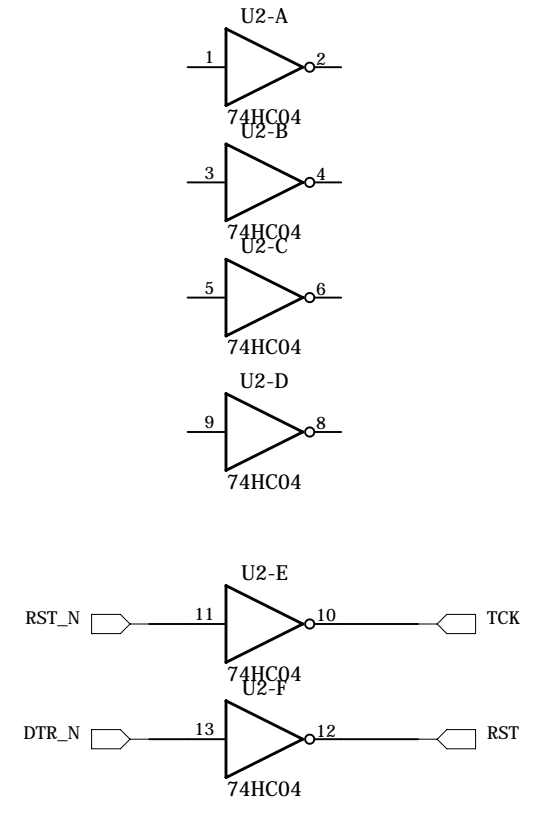 U2-A
1 2
74HC04
U2-B
3 4
74HC04
U2-C
5 6
74HC04
U2-D
9 8
74HC04
U2-E
RST_N 11 10 TCK
74HC04
U2-F
DTR_N 13 12 RST
74HC04